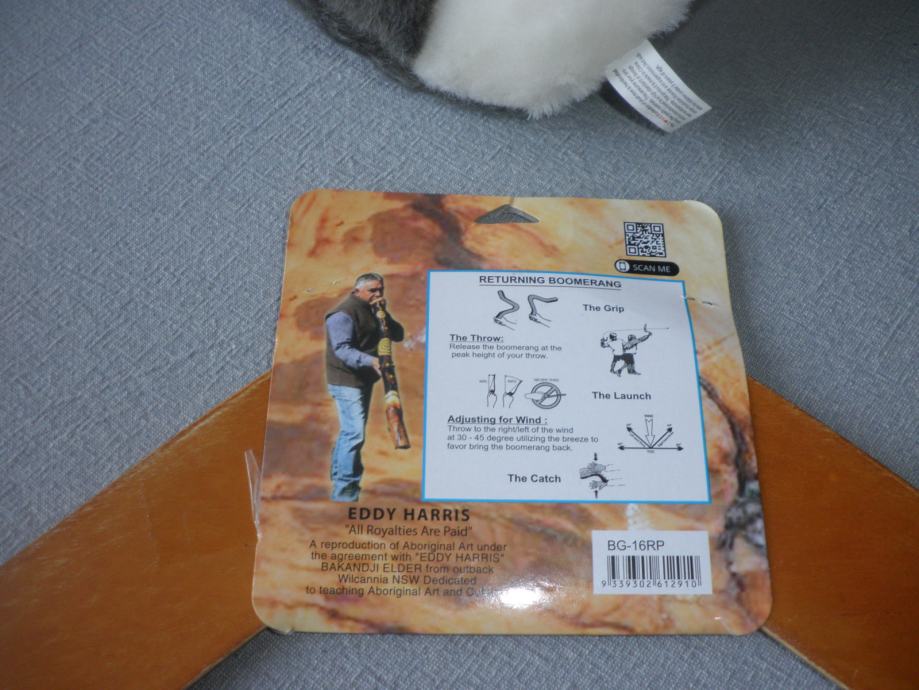 SCAN ME
RETURNING BOOMERANG
The Grip
The Throw:
Release the boomerang at the
peak height of your throw.
The Launch
Adjusting for Wind :
Throw to the right/left of the wind
at 30 - 45 degree utilizing the breeze to
favor bring the boomerang back.
The Catch
EDDY HARRIS
"All Royalties Are Paid"
A reproduction of Aboriginal Art under
the agreement with "EDDY HARRIS"
BAKANDJI ELDER from outback
Wilcannia NSW Dedicated
to teaching Aboriginal Art and
BG-16RP
9 339302 612910